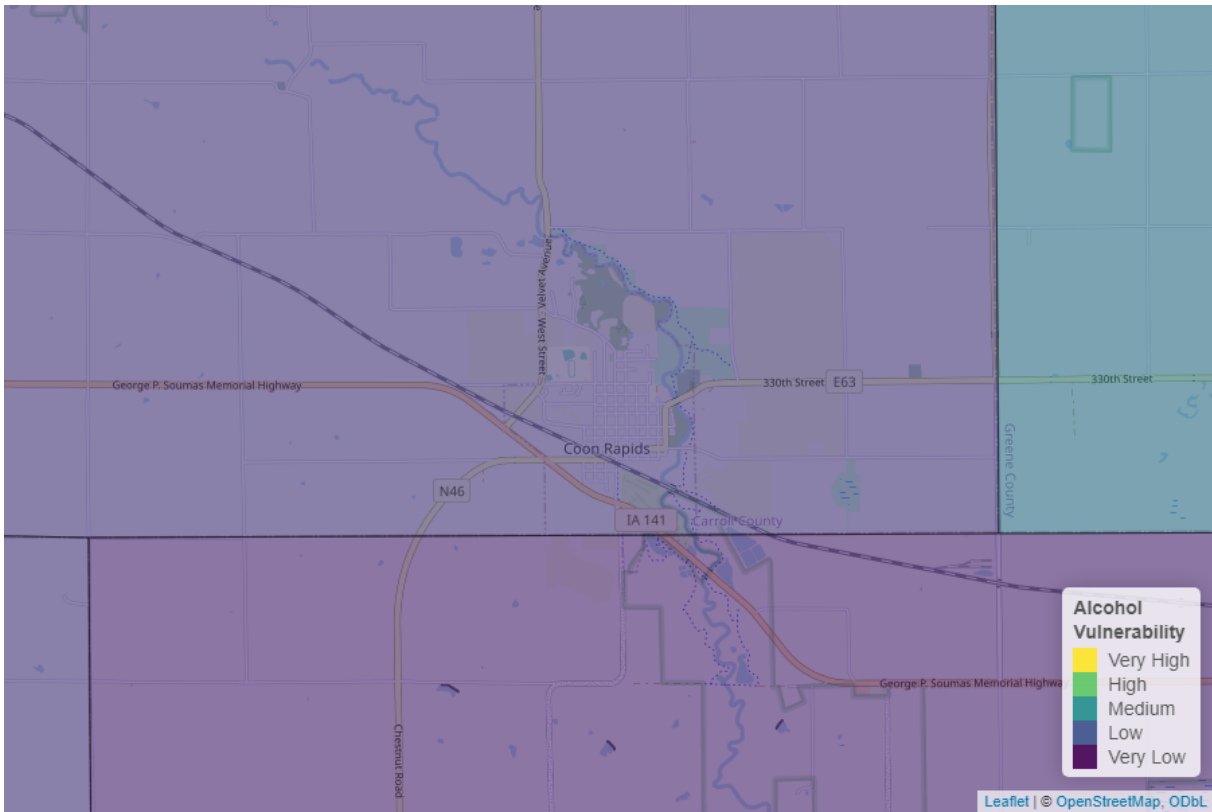 Velvet Avenue
West Street
George P. Soumas Memorial Highway
330th Street
E63
330th Street
Coon Rapids
Greene County
N46
IA 141
Carroll County
Chestnut Road
George P. Soumas Memorial Highway
Alcohol
Vulnerability
Very High
High
Medium
Low
Very Low
Leaflet | © OpenStreetMap, ODbL